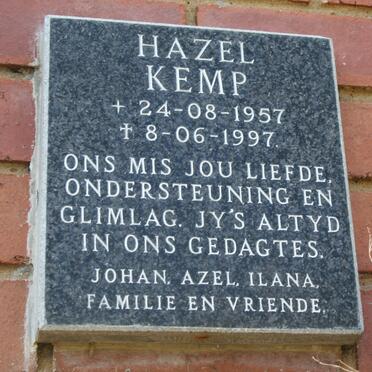 HAZEL
KEMP
+ 24-08-1957
✝ 8-06-1997.
ONS MIS JOU LIEFDE,
ONDERSTEUNING EN
GLIMLAG. JY'S ALTYD
IN ONS GEDAGTES.
JOHAN, AZEL, ILANA,
FAMILIE EN VRIENDE.